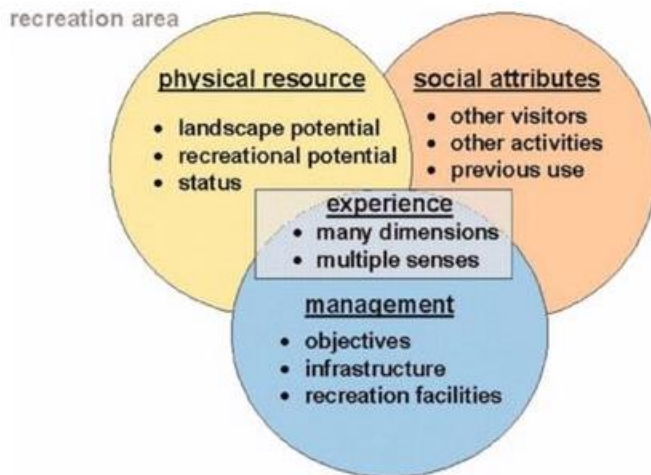 recreation area
physical resource
• landscape potential
• recreational potential
• status
social attributes
• other visitors
• other activities
• previous use
experience
• many dimensions
• multiple senses
management
• objectives
• infrastructure
• recreation facilities